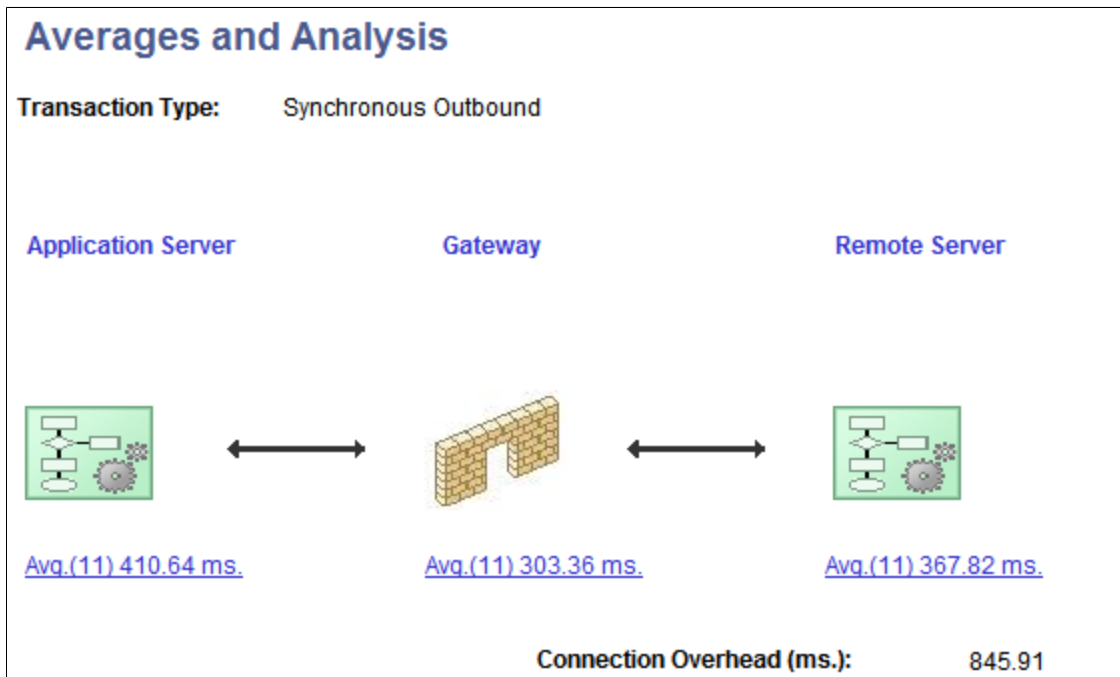 Averages and Analysis
Transaction Type: Synchronous Outbound
Application Server Gateway Remote Server
Avg.(11) 410.64 ms. Avg.(11) 303.36 ms. Avg.(11) 367.82 ms.
Connection Overhead (ms.): 845.91